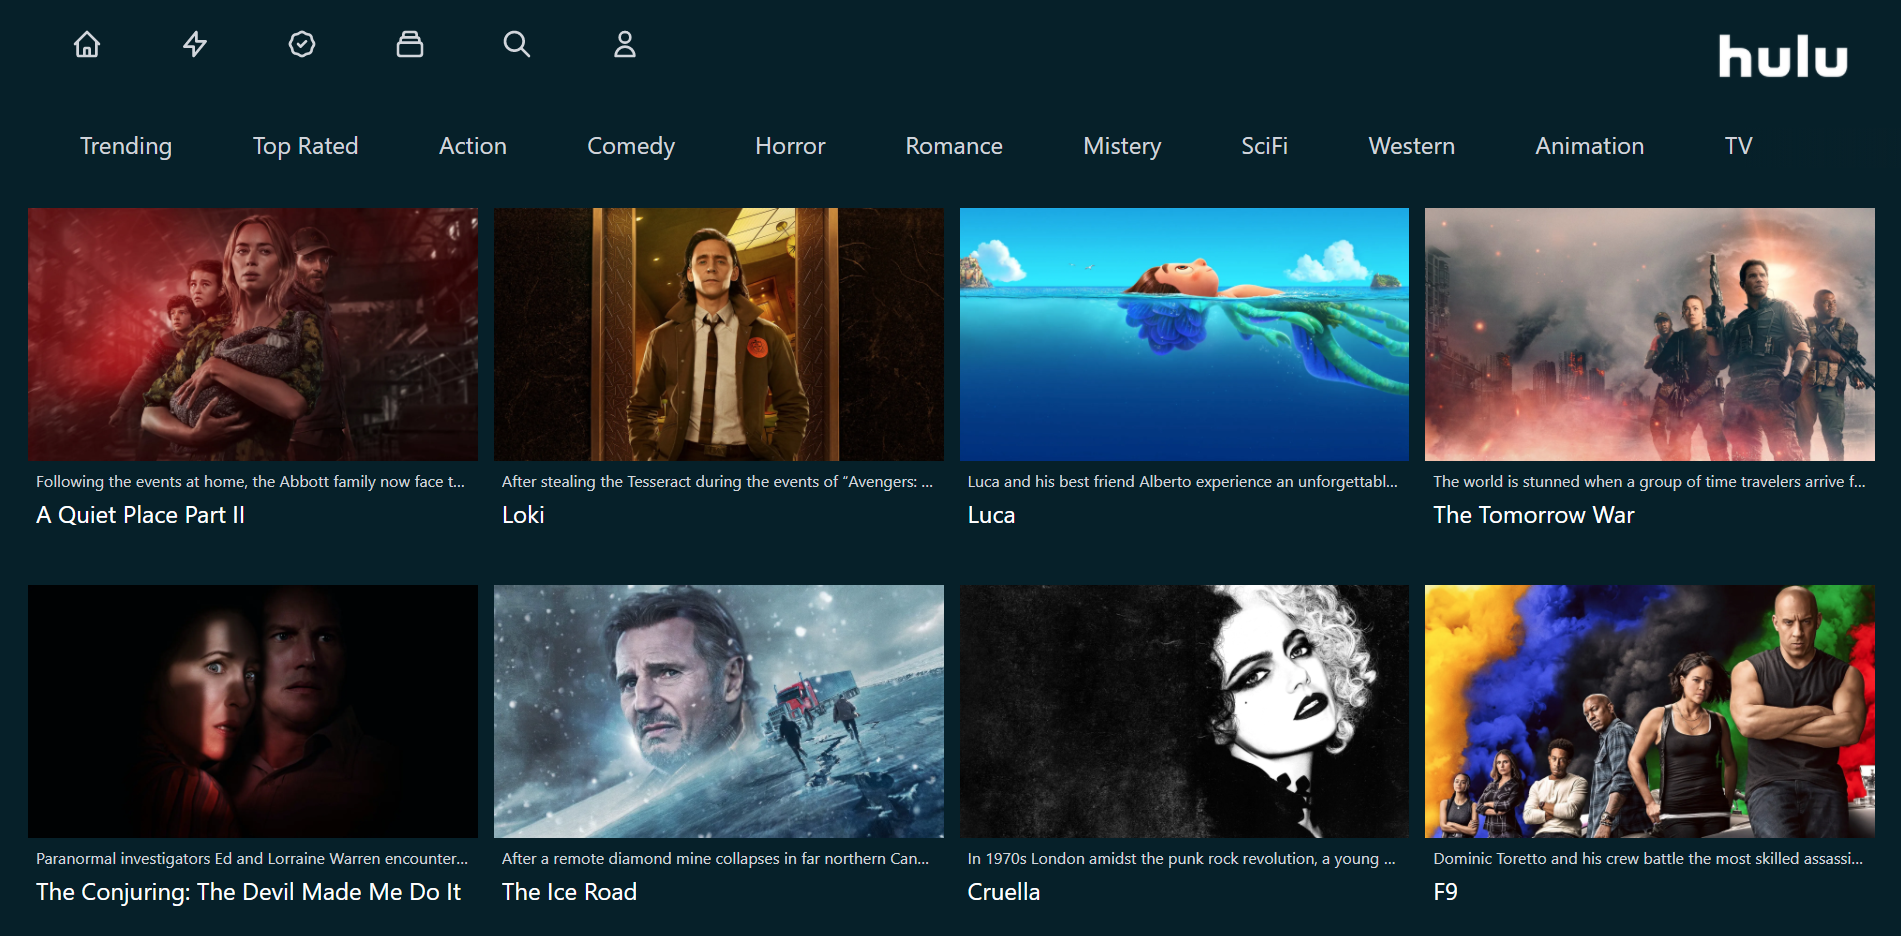 hulu
Trending Top Rated Action Comedy Horror Romance Mistery SciFi Western Animation TV
Following the events at home, the Abbott family now face t...
A Quiet Place Part II
After stealing the Tesseract during the events of “Avengers: ...
Loki
Luca and his best friend Alberto experience an unforgettabl...
Luca
The world is stunned when a group of time travelers arrive f...
The Tomorrow War
Paranormal investigators Ed and Lorraine Warren encounter...
The Conjuring: The Devil Made Me Do It
After a remote diamond mine collapses in far northern Can...
The Ice Road
In 1970s London amidst the punk rock revolution, a young ...
Cruella
Dominic Toretto and his crew battle the most skilled assassi...
F9